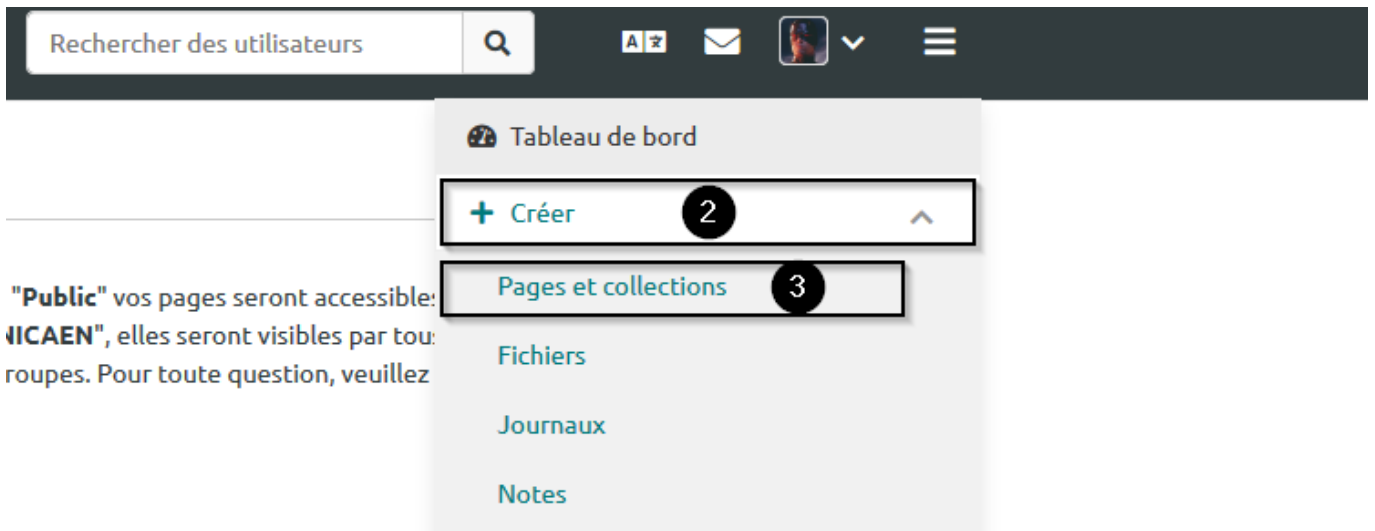 Rechercher des utilisateurs
A
Tableau de bord
Créer 2
Pages et collections 3
"Public" vos pages seront accessibles
NICAEN", elles seront visibles par tou
Fichiers
roupes. Pour toute question, veuillez
Journaux
Notes